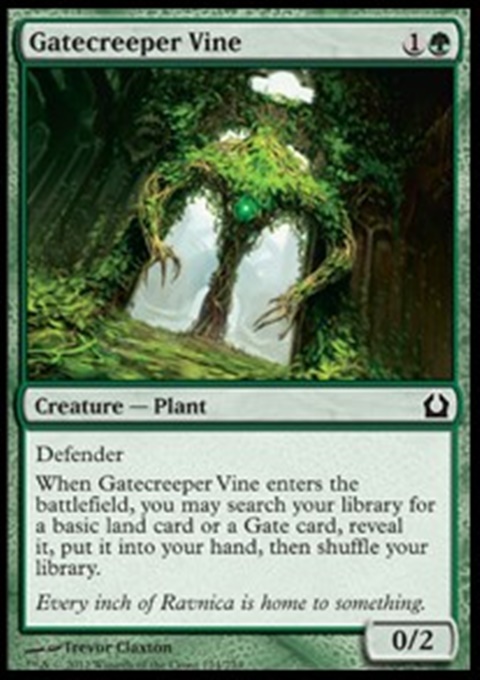 Gatecreeper Vine 1
Creature — Plant
Defender
When Gatecreeper Vine enters the
battlefield, you may search your library for
a basic land card or a Gate card, reveal
it, put it into your hand, then shuffle your
library.
Every inch of Ravnica is home to something.
Trevor Claxton
0/2